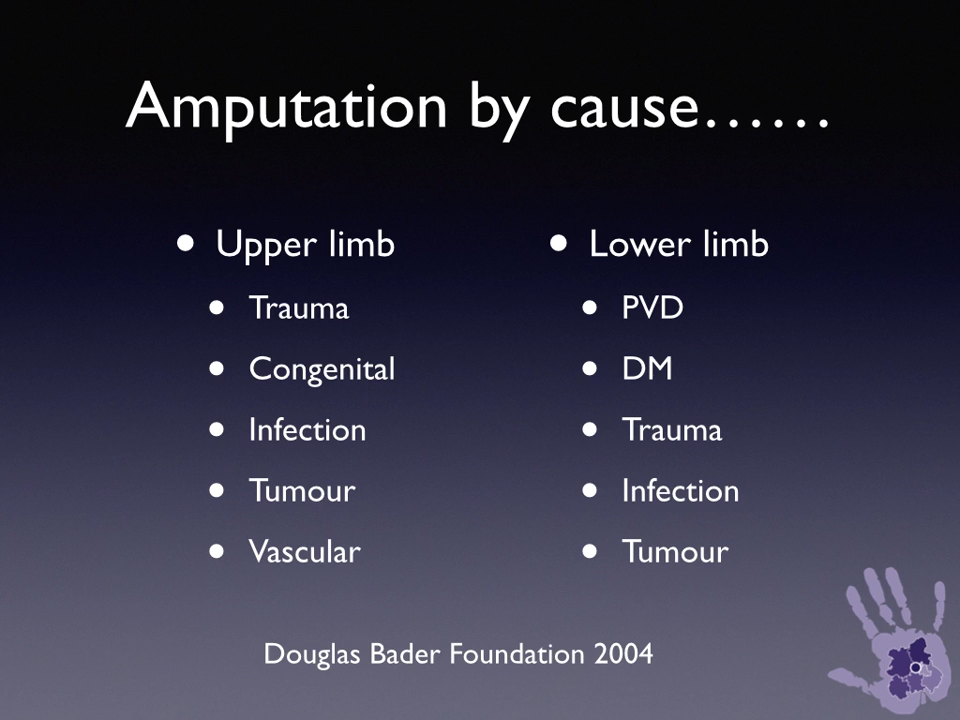 Amputation by cause......
• Upper limb
• Trauma
• Congenital
• Infection
• Tumour
• Vascular
• Lower limb
• PVD
• DM
• Trauma
• Infection
• Tumour
Douglas Bader Foundation 2004